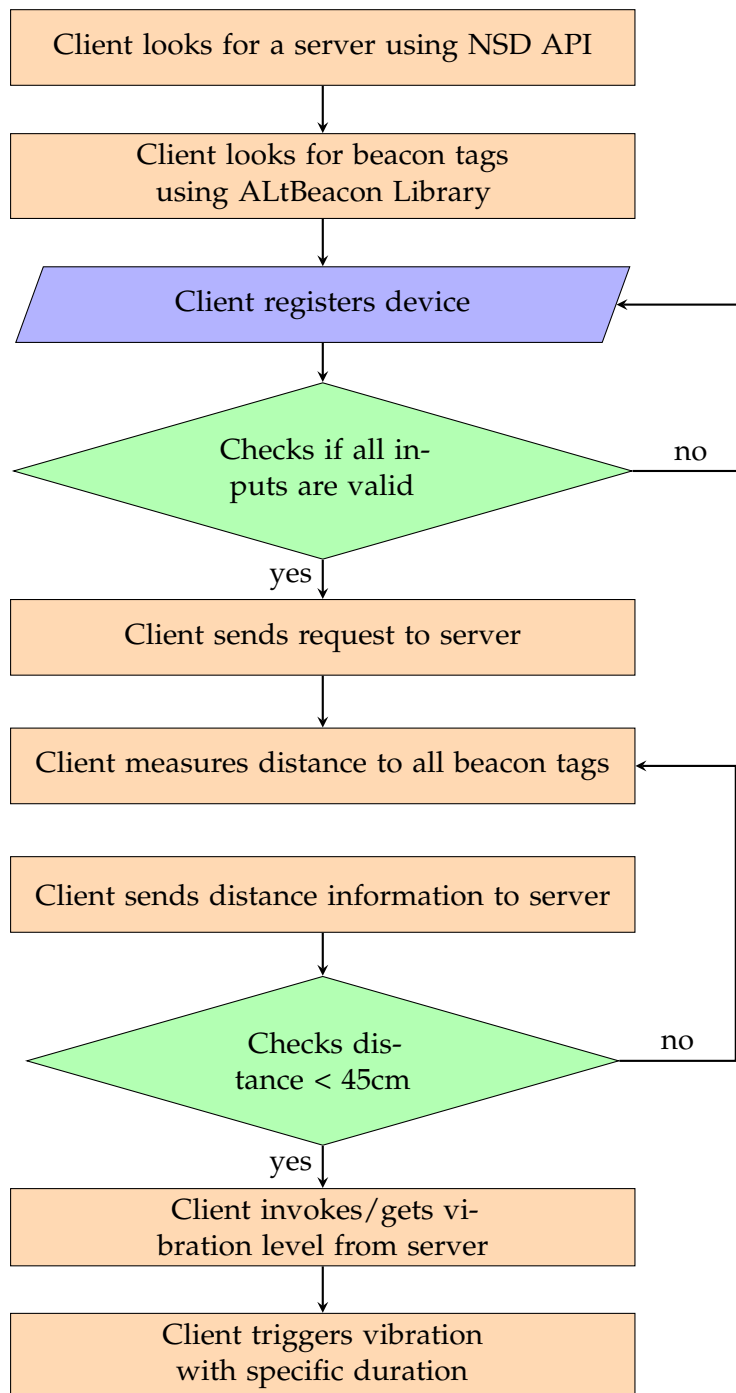 Client looks for a server using NSD API
Client looks for beacon tags
using ALtBeacon Library
Client registers device
Checks if all in-
puts are valid
no
yes
Client sends request to server
Client measures distance to all beacon tags
Client sends distance information to server
Checks dis-
tance < 45cm
no
yes
Client invokes/gets vi-
bration level from server
Client triggers vibration
with specific duration